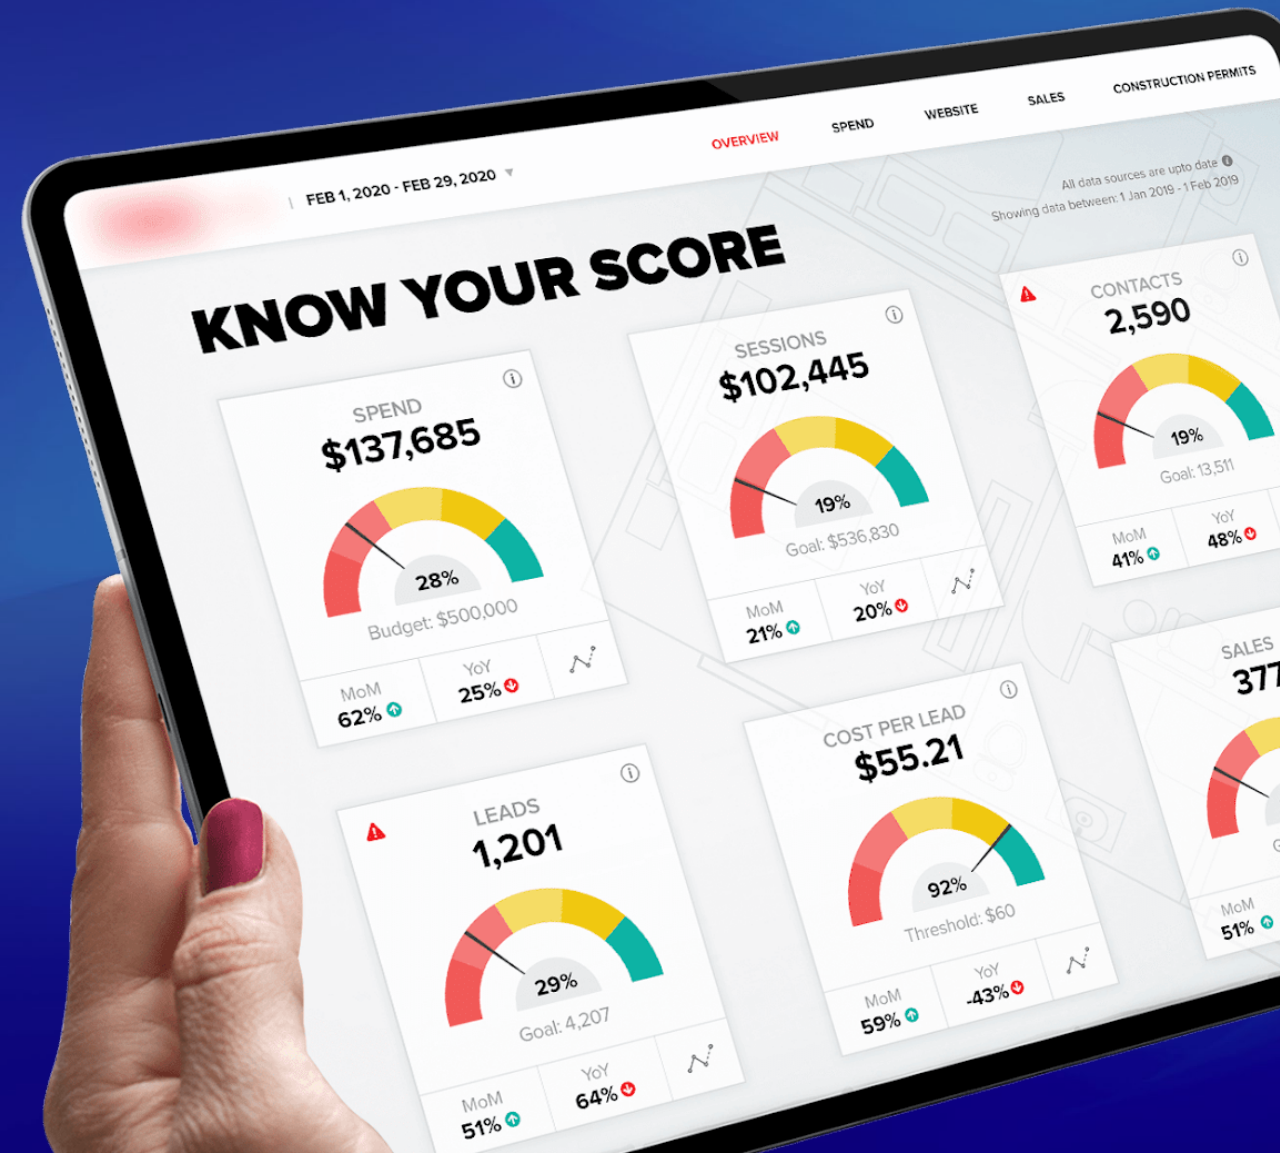 FEB 1, 2020 - FEB 29, 2020
OVERVIEW
SPEND
WEBSITE
SALES
CONSTRUCTION PERMITS
All data sources are upto date
Showing data between: 1 Jan 2019 - 1 Feb 2019
KNOW YOUR SCORE
SPEND
$137,685
28%
Budget: $500,000
MoM
62%
YoY
25%
SESSIONS
$102,445
19%
Goal: $536,830
MoM
21%
YoY
20%
CONTACTS
2,590
19%
Goal: 13,511
MoM
41%
YoY
48%
LEADS
1,201
29%
Goal: 4,207
MoM
51%
YoY
64%
COST PER LEAD
$55.21
92%
Threshold: $60
MoM
59%
YoY
-43%
SALES
377
MoM
51%